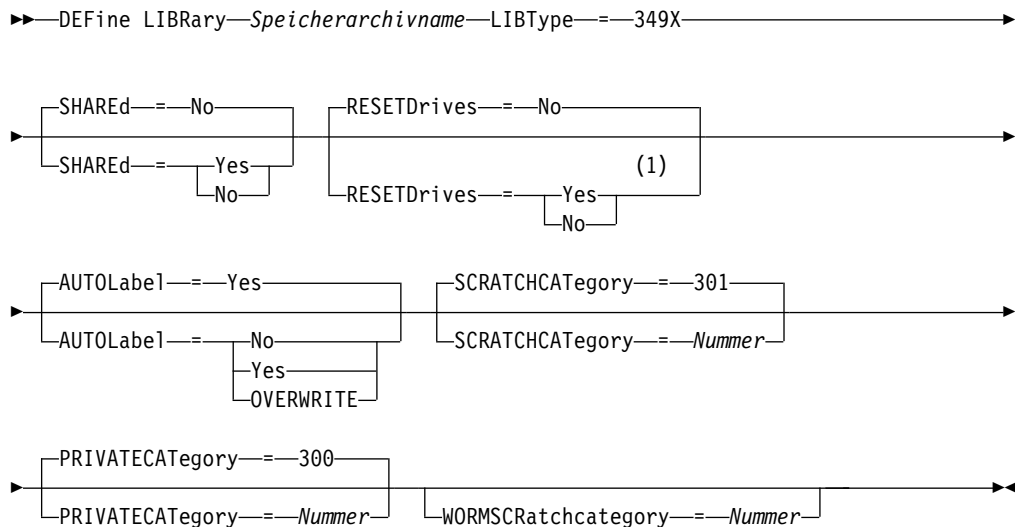 DEFine LIBRary Speicherarchivname LIBType = 349X
SHAREd = No
SHAREd = Yes
No
RESETDrives = No
(1)
RESETDrives = Yes
No
AUTOLabel = Yes
AUTOLabel = No
Yes
OVERWRITE
SCRATCHCATegory = 301
SCRATCHCATegory = Nummer
PRIVATECATegory = 300
PRIVATECATegory = Nummer
WORMSCRatchcategory = Nummer